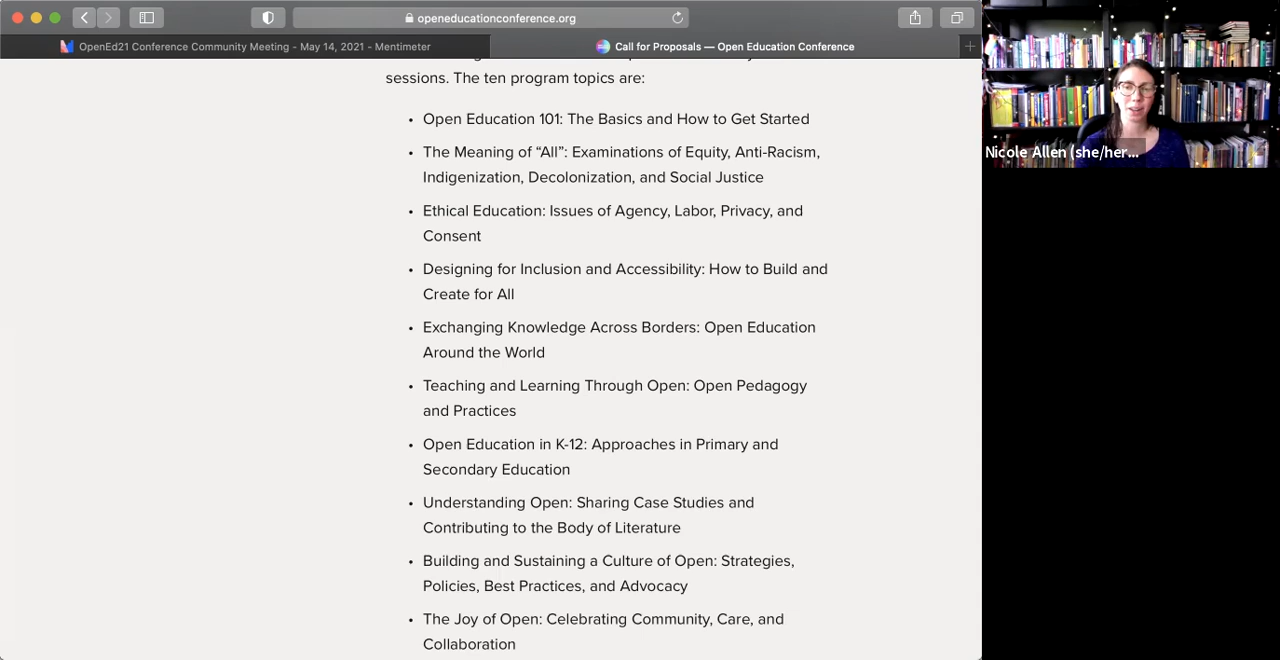 openeducationconference.org
OpenEd21 Conference Community Meeting - May 14, 2021 - Mentimeter
Call for Proposals — Open Education Conference
sessions. The ten program topics are:
• Open Education 101: The Basics and How to Get Started
• The Meaning of “All”: Examinations of Equity, Anti-Racism,
Indigenization, Decolonization, and Social Justice
• Ethical Education: Issues of Agency, Labor, Privacy, and
Consent
• Designing for Inclusion and Accessibility: How to Build and
Create for All
• Exchanging Knowledge Across Borders: Open Education
Around the World
• Teaching and Learning Through Open: Open Pedagogy
and Practices
• Open Education in K-12: Approaches in Primary and
Secondary Education
• Understanding Open: Sharing Case Studies and
Contributing to the Body of Literature
• Building and Sustaining a Culture of Open: Strategies,
Policies, Best Practices, and Advocacy
• The Joy of Open: Celebrating Community, Care, and
Collaboration
Nicole Allen (she/her...